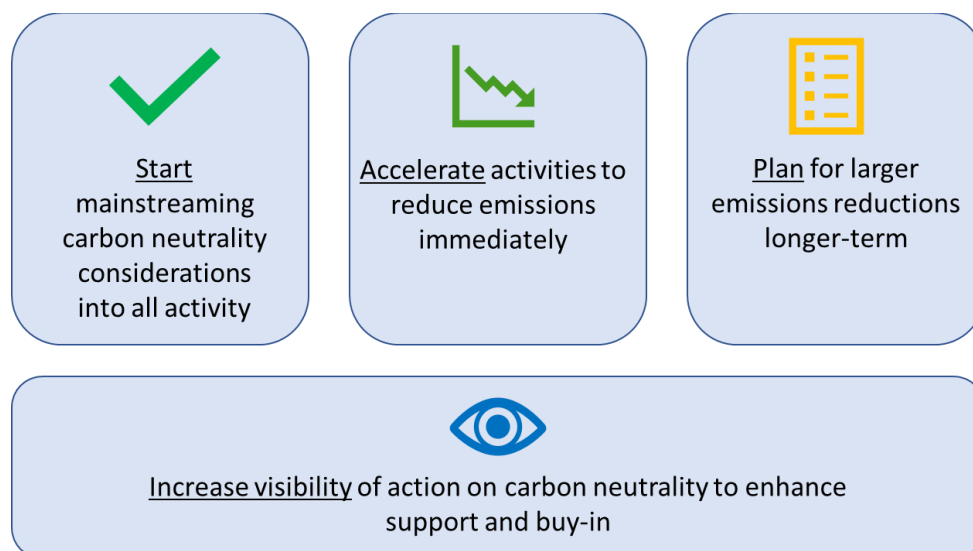 Start
mainstreaming
carbon neutrality
considerations
into all activity
Accelerate activities to
reduce emissions
immediately
Plan for larger
emissions reductions
longer-term
Increase visibility of action on carbon neutrality to enhance
support and buy-in